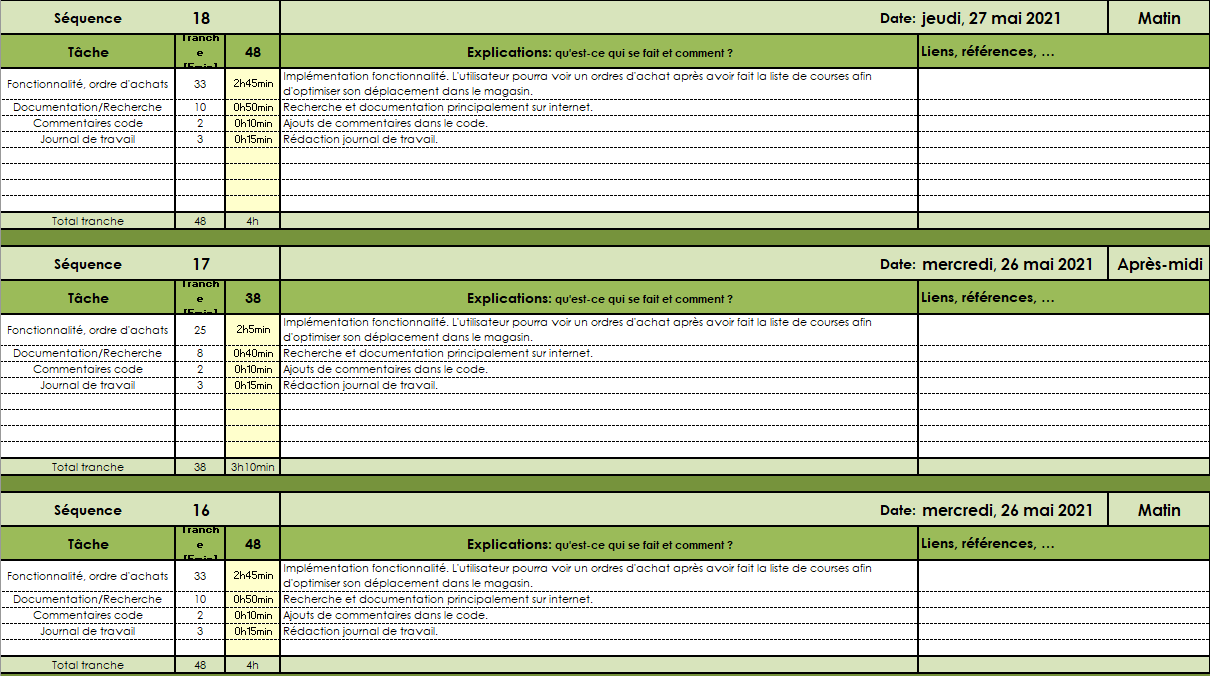 Séquence 18 Date: jeudi, 27 mai 2021 Matin
Tâche Tranche 48 Explications: qu'est-ce qui se fait et comment ? Liens, références, …
Fonctionnalité, ordre d'achats 33 2h45min Implémentation fonctionnalité. L'utilisateur pourra voir un ordres d'achat après avoir fait la liste de courses afin
d'optimiser son déplacement dans le magasin.
Documentation/Recherche 10 0h50min Recherche et documentation principalement sur internet.
Commentaires code 2 0h10min Ajouts de commentaires dans le code.
Journal de travail 3 0h15min Rédaction journal de travail.
Total tranche 48 4h
Séquence 17 Date: mercredi, 26 mai 2021 Après-midi
Tâche Tranche 38 Explications: qu'est-ce qui se fait et comment ? Liens, références, …
Fonctionnalité, ordre d'achats 25 2h5min Implémentation fonctionnalité. L'utilisateur pourra voir un ordres d'achat après avoir fait la liste de courses afin
d'optimiser son déplacement dans le magasin.
Documentation/Recherche 8 0h40min Recherche et documentation principalement sur internet.
Commentaires code 2 0h10min Ajouts de commentaires dans le code.
Journal de travail 3 0h15min Rédaction journal de travail.
Total tranche 38 3h10min
Séquence 16 Date: mercredi, 26 mai 2021 Matin
Tâche Tranche 48 Explications: qu'est-ce qui se fait et comment ? Liens, références, …
Fonctionnalité, ordre d'achats 33 2h45min Implémentation fonctionnalité. L'utilisateur pourra voir un ordres d'achat après avoir fait la liste de courses afin
d'optimiser son déplacement dans le magasin.
Documentation/Recherche 10 0h50min Recherche et documentation principalement sur internet.
Commentaires code 2 0h10min Ajouts de commentaires dans le code.
Journal de travail 3 0h15min Rédaction journal de travail.
Total tranche 48 4h